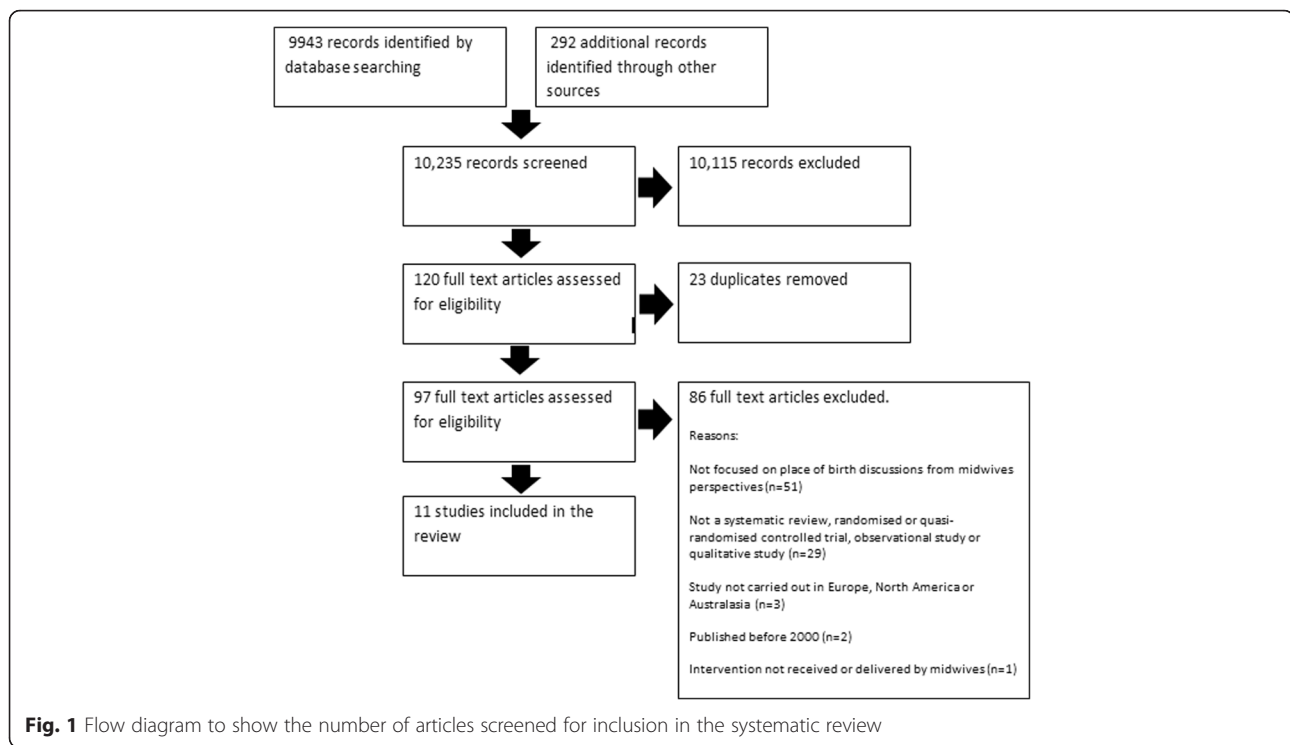 9943 records identified by
database searching
292 additional records
identified through other
sources
10,235 records screened
10,115 records excluded
120 full text articles assessed
for eligibility
23 duplicates removed
97 full text articles assessed
for eligibility
86 full text articles excluded.
Reasons:
Not focused on place of birth discussions from midwives
perspectives (n=51)
Not a systematic review, randomised or quasi-
randomised controlled trial, observational study or
qualitative study (n=29)
Study not carried out in Europe, North America or
Australasia (n=3)
Published before 2000 (n=2)
Intervention not received or delivered by midwives (n=1)
11 studies included in the
review
Fig. 1 Flow diagram to show the number of articles screened for inclusion in the systematic review